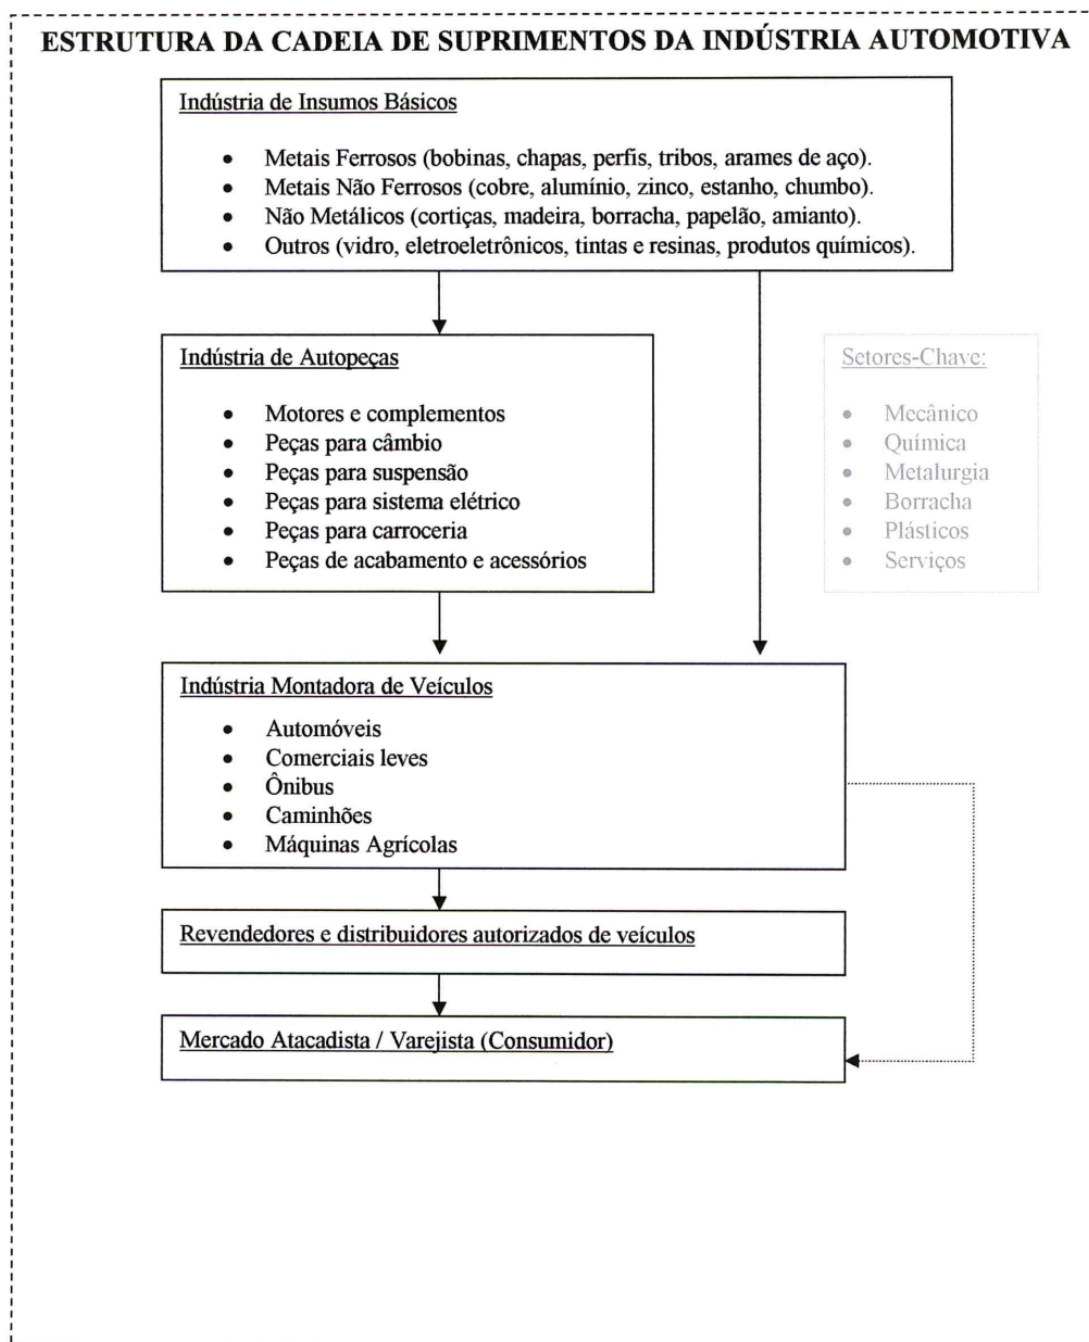 ESTRUTURA DA CADEIA DE SUPRIMENTOS DA INDÚSTRIA AUTOMOTIVA
Indústria de Insumos Básicos
• Metais Ferrosos (bobinas, chapas, perfis, tribos, arames de aço).
• Metais Não Ferrosos (cobre, alumínio, zinco, estanho, chumbo).
• Não Metálicos (cortiças, madeira, borracha, papelão, amianto).
• Outros (vidro, eletroeletrônicos, tintas e resinas, produtos químicos).
Indústria de Autopeças
• Motores e complementos
• Peças para câmbio
• Peças para suspensão
• Peças para sistema elétrico
• Peças para carroceria
• Peças de acabamento e acessórios
Setores-Chave:
• Mecânico
• Química
• Metalurgia
• Borracha
• Plásticos
• Serviços
Indústria Montadora de Veículos
• Automóveis
• Comerciais leves
• Ônibus
• Caminhões
• Máquinas Agrícolas
Revendedores e distribuidores autorizados de veículos
Mercado Atacadista / Varejista (Consumidor)